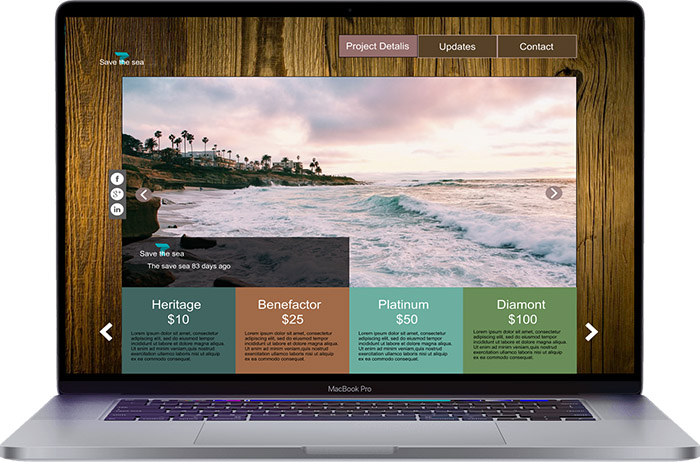 Project Detalis
Updates
Contact
Save the sea
f
g+
in
Save the sea
The save sea 83 days ago
Heritage
$10
Lorem ipsum dolor sit amet, consectetur
adipiscing elit, sed do eiusmod tempor
incididunt ut labore et dolore magna aliqua.
Ut enim ad minim veniam,quis nostrud
exercitation ullamco laboris nisi ut aliquip
ex ea commodo consequat.
Benefactor
$25
Lorem ipsum dolor sit amet, consectetur
adipiscing elit, sed do eiusmod tempor
incididunt ut labore et dolore magna aliqua.
Ut enim ad minim veniam,quis nostrud
exercitation ullamco laboris nisi ut aliquip
ex ea commodo consequat.
Platinum
$50
Lorem ipsum dolor sit amet, consectetur
adipiscing elit, sed do eiusmod tempor
incididunt ut labore et dolore magna aliqua.
Ut enim ad minim veniam,quis nostrud
exercitation ullamco laboris nisi ut aliquip
ex ea commodo consequat.
Diamont
$100
Lorem ipsum dolor sit amet, consectetur
adipiscing elit, sed do eiusmod tempor
incididunt ut labore et dolore magna aliqua.
Ut enim ad minim veniam,quis nostrud
exercitation ullamco laboris nisi ut aliquip
ex ea commodo consequat.
MacBook Pro